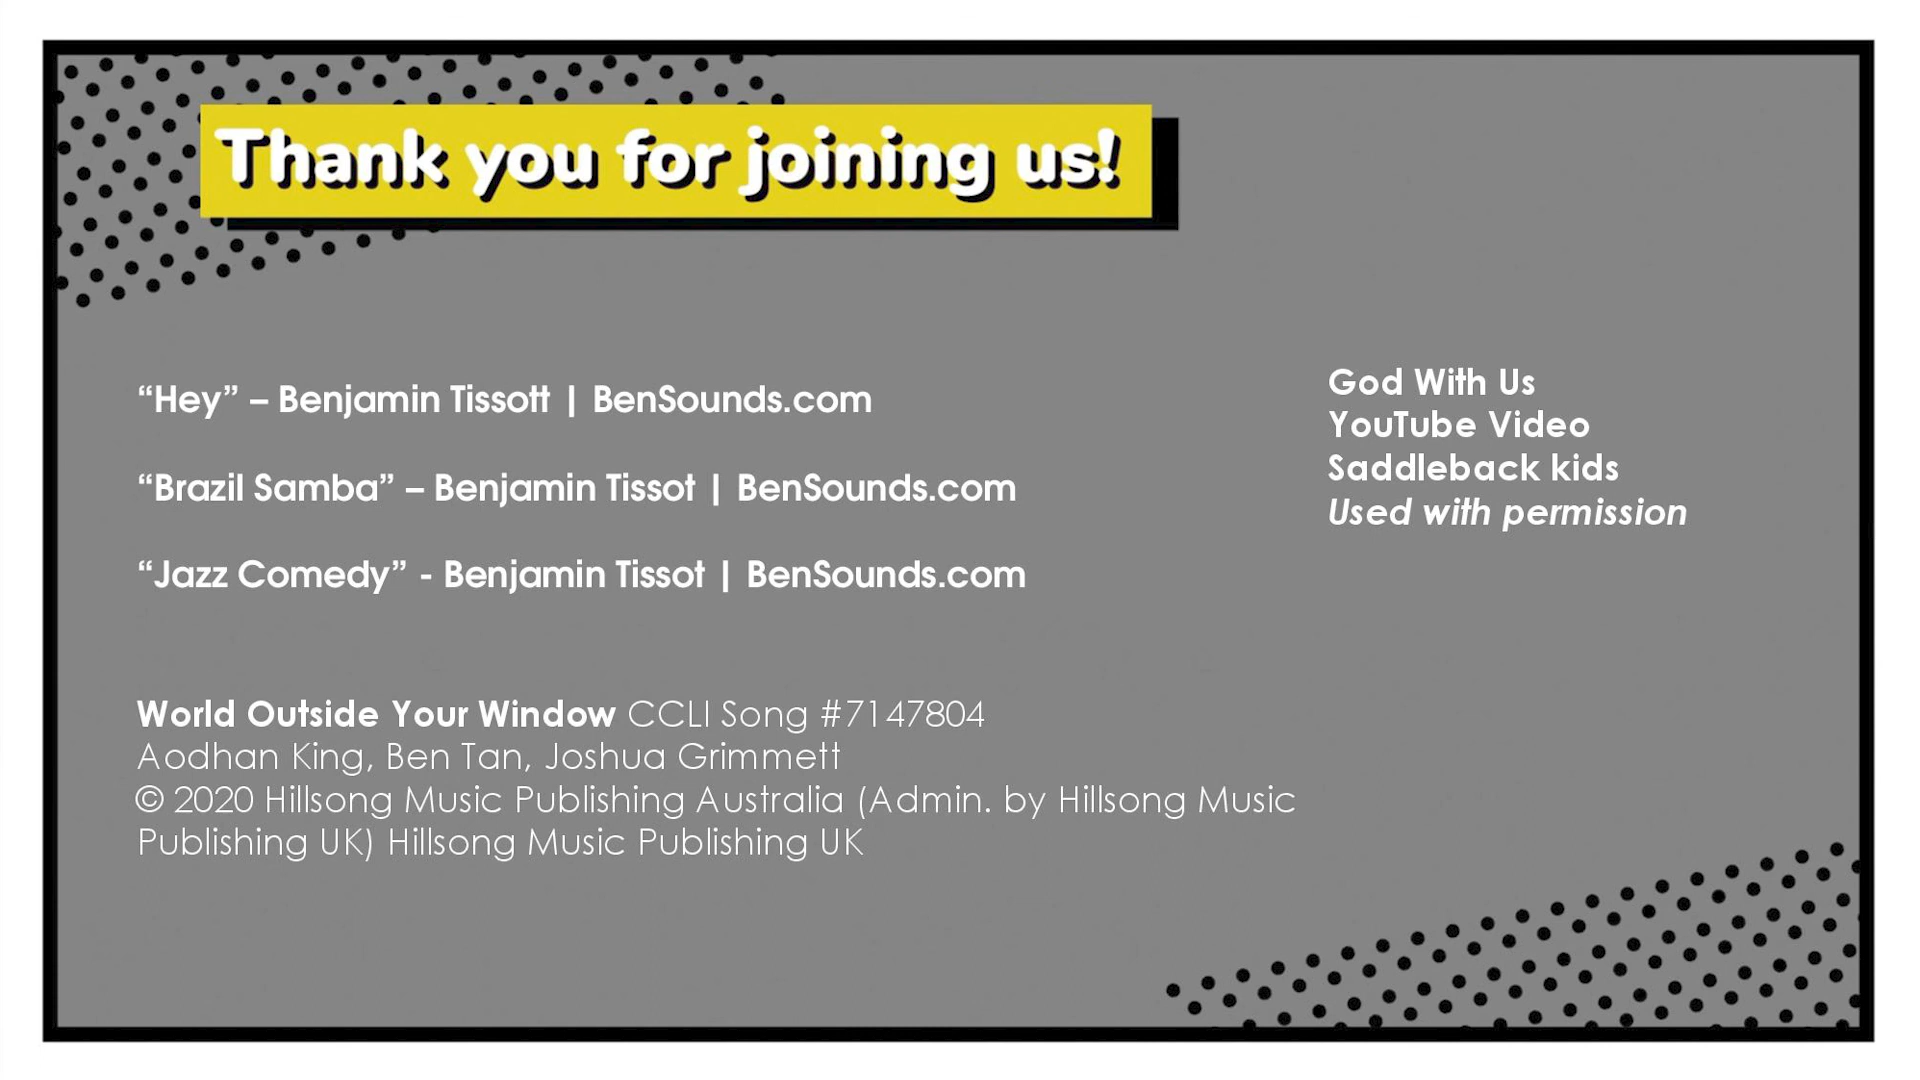 Thank you for joining us!
“Hey” – Benjamin Tissott | BenSounds.com
“Brazil Samba” – Benjamin Tissot | BenSounds.com
“Jazz Comedy” - Benjamin Tissot | BenSounds.com
God With Us
YouTube Video
Saddleback kids
Used with permission
World Outside Your Window CCLI Song #7147804
Aodhan King, Ben Tan, Joshua Grimmett
© 2020 Hillsong Music Publishing Australia (Admin. by Hillsong Music
Publishing UK) Hillsong Music Publishing UK